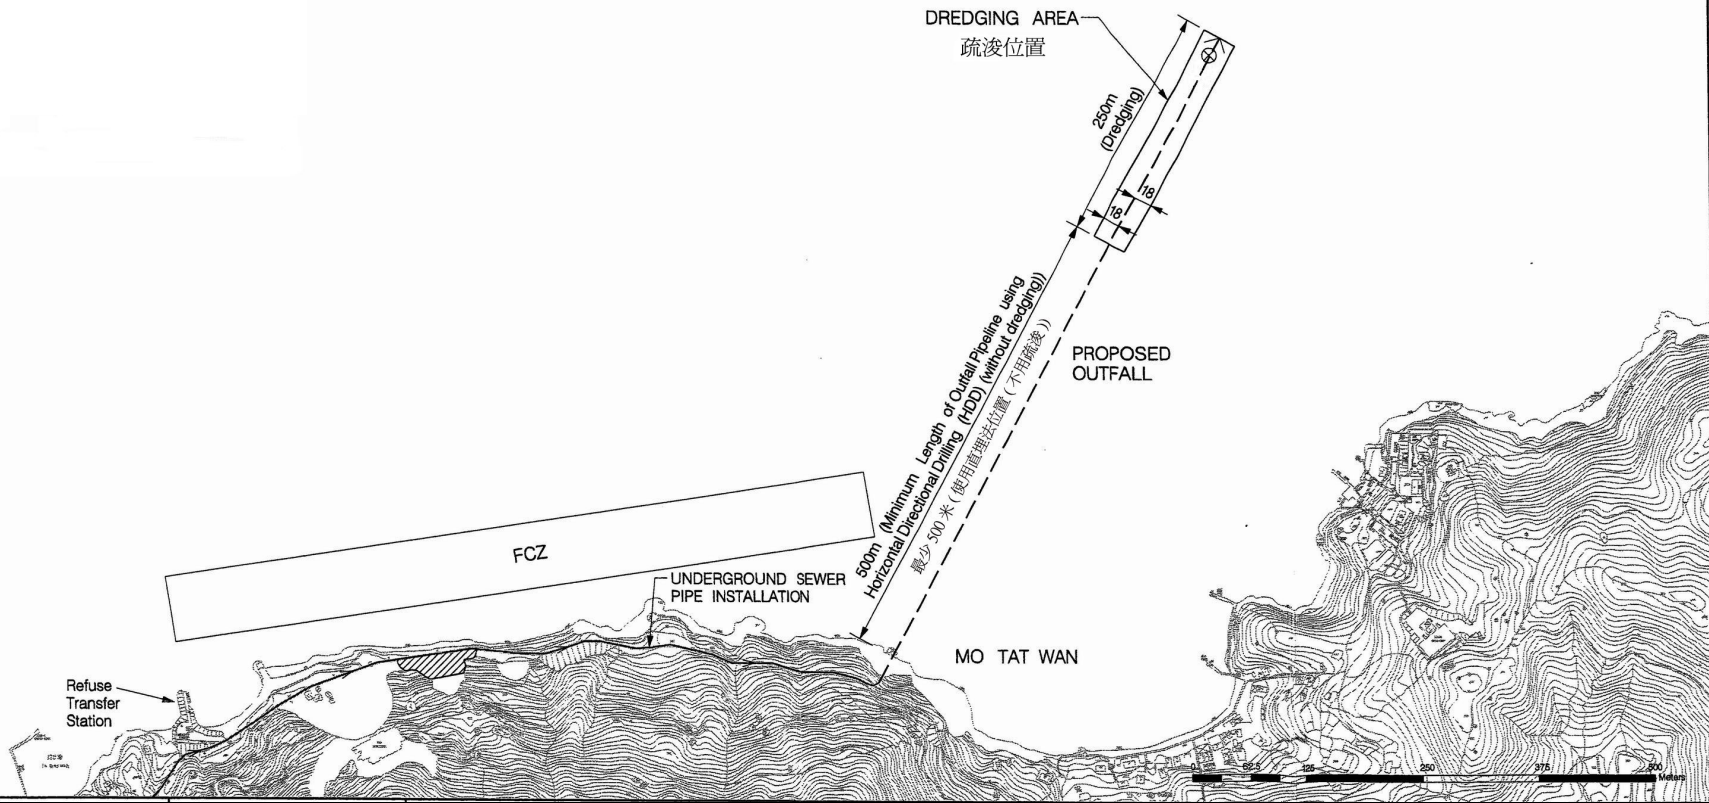 DREDGING AREA
疏浚位置
250m
(Dredging)
18
18
500m (Minimum Length of Outfall Pipeline using
Horizontal Directional Drilling (HDD) (without dredging))
最少 500 米 ( 使用直埋法位置 ( 不用疏浚 ))
PROPOSED
OUTFALL
FCZ
UNDERGROUND SEWER
PIPE INSTALLATION
MO TAT WAN
Refuse
Transfer
Station
0 62.5 125 250 375 500
Meters